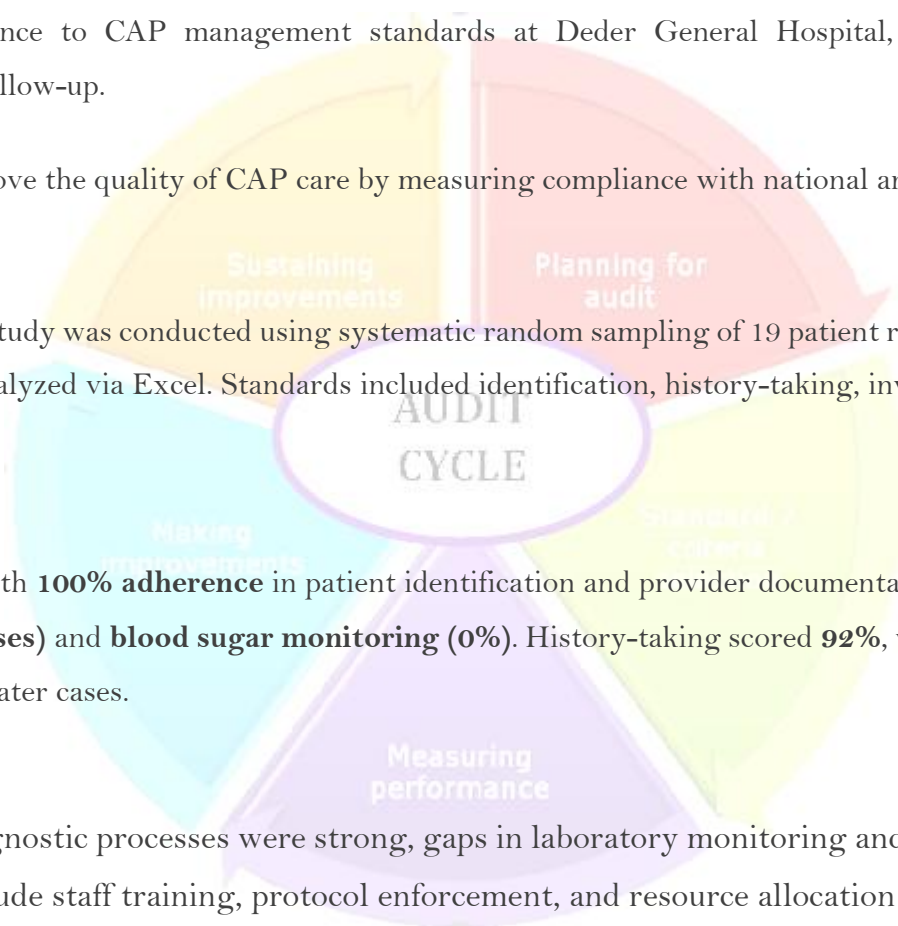 nce to CAP management standards at Deder General Hospital,
llow-up.
ove the quality of CAP care by measuring compliance with national an
Sustaining
improvements
Planning for
audit
tudy was conducted using systematic random sampling of 19 patient r
alyzed via Excel. Standards included identification, history-taking, inv
AUDIT
CYCLE
Making
improvements
Standard /
criteria
th 100% adherence in patient identification and provider documenta
ses) and blood sugar monitoring (0%). History-taking scored 92%,
ater cases.
Measuring
performance
gnostic processes were strong, gaps in laboratory monitoring and
ude staff training, protocol enforcement, and resource allocation